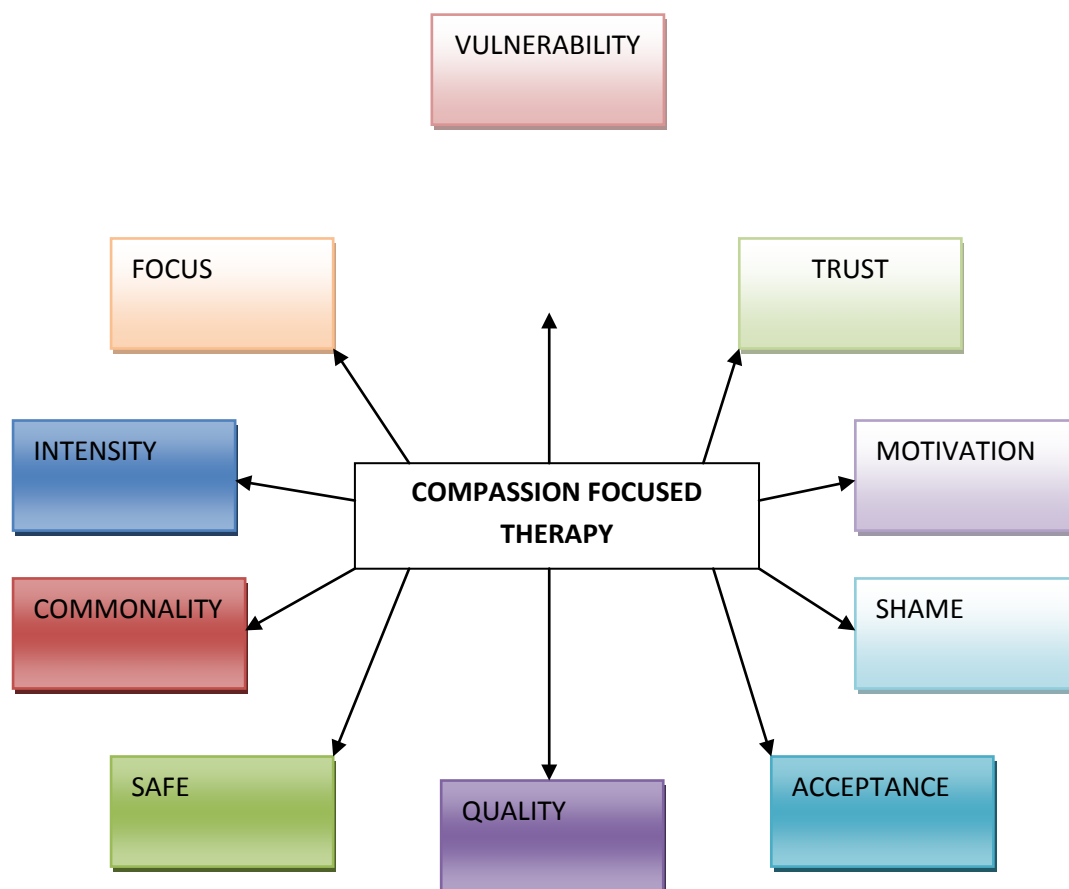 VULNERABILITY
FOCUS
TRUST
INTENSITY
MOTIVATION
COMPASSION FOCUSED
THERAPY
COMMONALITY
SHAME
SAFE
QUALITY
ACCEPTANCE